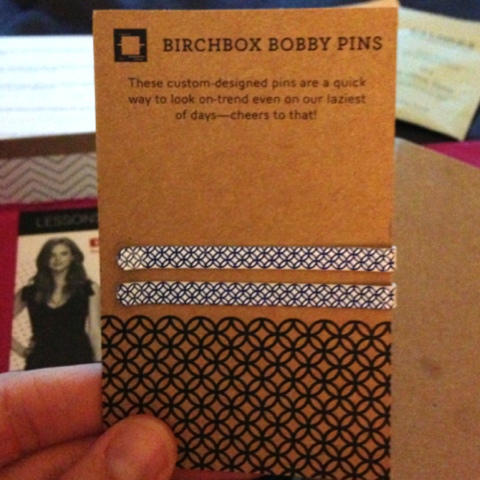 BIRCHBOX BOBBY PINS
These custom-designed pins are a quick
way to look on-trend even on our laziest
of days—cheers to that!
LESSONS